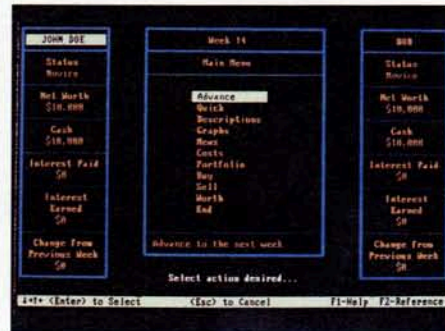 JOHN DOE
Status
Novice
Net Worth
$10,000
Cash
$10,000
Interest Paid
$0
Interest
Earned
$0
Change From
Previous Week
$0
Week 14
Main Menu
Advance
Quick
Descriptions
Graphs
News
Costs
Portfolio
Buy
Sell
Worth
End
Advance to the next week
Select action desired...
BOB
Status
Novice
Net Worth
$10,000
Cash
$10,000
Interest Paid
$0
Interest
Earned
$0
Change From
Previous Week
$0
<Enter> to Select <Esc> to Cancel F1-Help F2-Reference